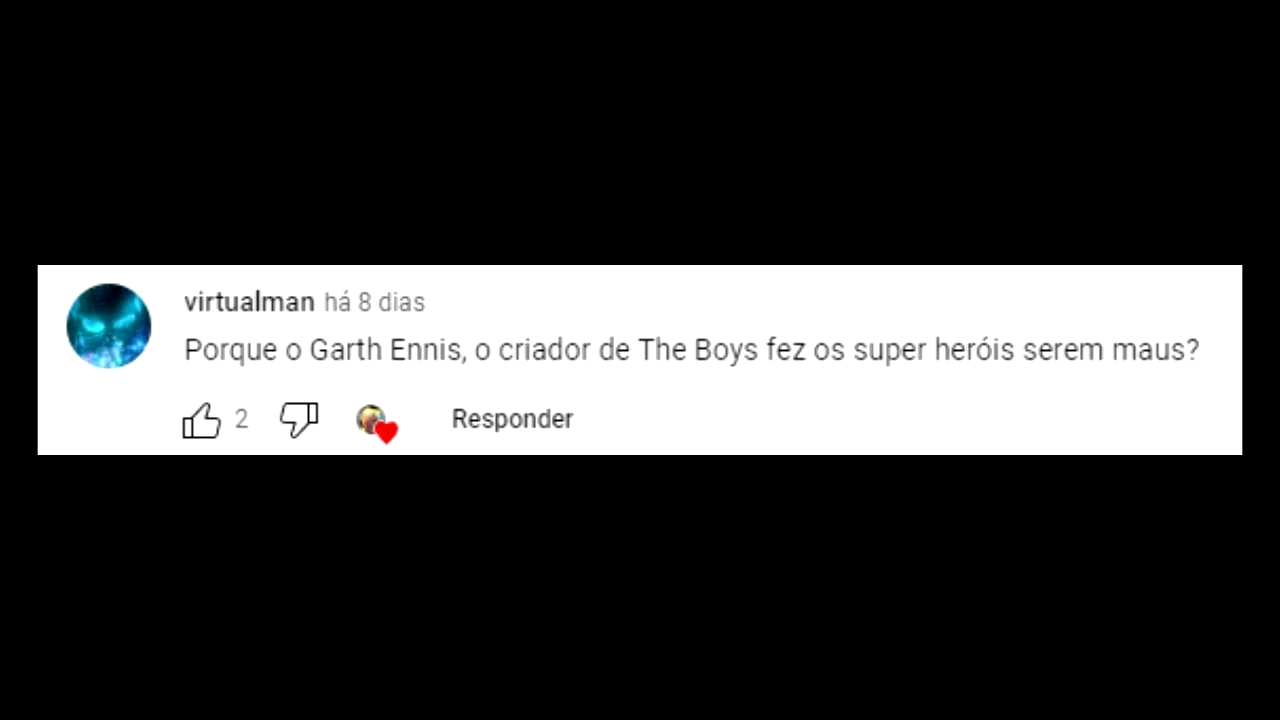 virtualman há 8 dias
Porque o Garth Ennis, o criador de The Boys fez os super heróis serem maus?
2 Responder